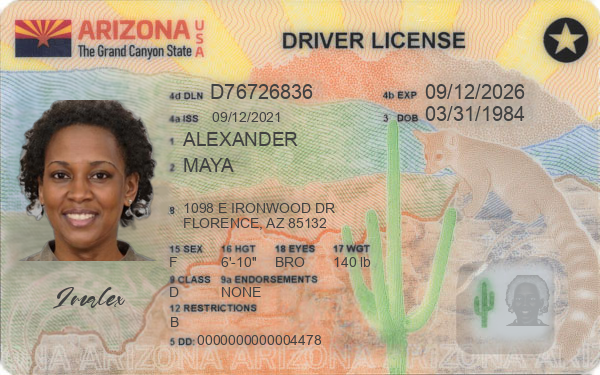 ARIZONA USA
The Grand Canyon State
DRIVER LICENSE
4d DLN D76726836
4b EXP 09/12/2026
4a ISS 09/12/2021
3 DOB 03/31/1984
1 ALEXANDER
2 MAYA
8 1098 E IRONWOOD DR
FLORENCE, AZ 85132
15 SEX 16 HGT 18 EYES 17 WGT
F 6'-10" BRO 140 lb
9 CLASS 9a ENDORSEMENTS
D NONE
12 RESTRICTIONS
B
5 DD: 0000000000004478
ARIZONA ARIZONA ARIZONA ARIZONA